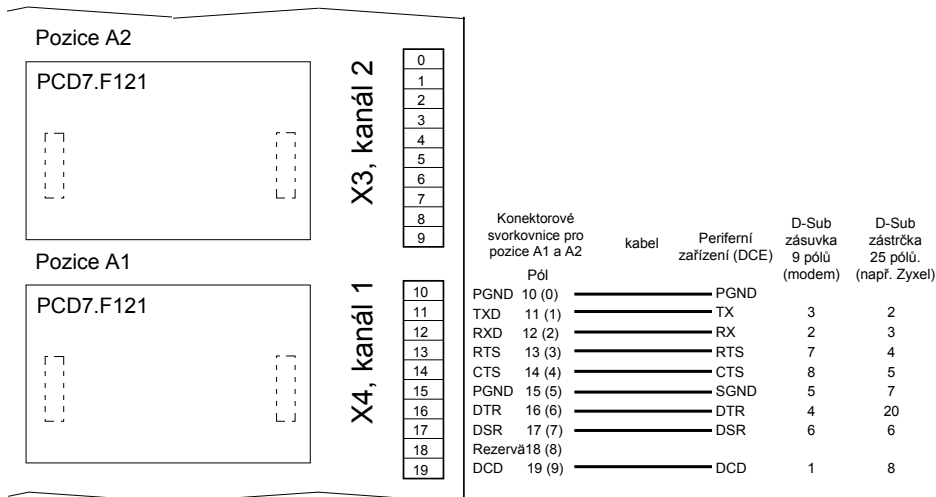 Pozice A2
PCD7.F121
X3, kanál 2
0
1
2
3
4
5
6
7
8
9
Pozice A1
PCD7.F121
X4, kanál 1
10
11
12
13
14
15
16
17
18
19
Konektorové
svorkovnice pro
pozice A1 a A2
Pól
kabel
Periferní
zařízení (DCE)
D-Sub
zásuvka
9 pólů
(modem)
D-Sub
zástrčka
25 pólů.
(např. Zyxel)
PGND 10 (0) PGND
TXD 11 (1) TX 3 2
RXD 12 (2) RX 2 3
RTS 13 (3) RTS 7 4
CTS 14 (4) CTS 8 5
PGND 15 (5) SGND 5 7
DTR 16 (6) DTR 4 20
DSR 17 (7) DSR 6 6
Rezervä18 (8)
DCD 19 (9) DCD 1 8